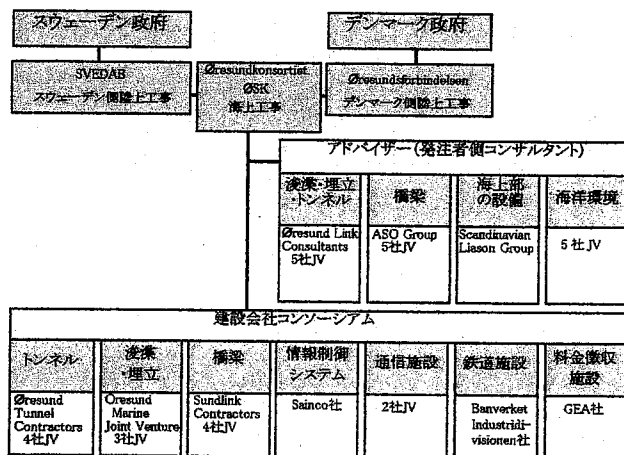 スウェーデン政府
デンマーク政府
SVEDAB
スウェーデン側陸上工事
Øresundkonsortiet
ØSK
海上工事
Øresundsforbindelsen
デンマーク側陸上工事
アドバイザー（発注者側コンサルタント）
浚渫・埋立
・トンネル
橋梁
海上部
の設備
海洋環境
Øresund Link
Consultants
5社JV
ASO Group
5社JV
Scandinavian
Liason Group
5社JV
建設会社コンソーシアム
トンネル
浚渫
・埋立
橋梁
情報制御
システム
通信施設
鉄道施設
料金徴収
施設
Øresund
Tunnel
Contractors
4社JV
Oresund
Marine
Joint Venture
3社JV
Sundlink
Contractors
4社JV
Sainco社
2社JV
Banverket
Industridi-
visionen社
GEA社